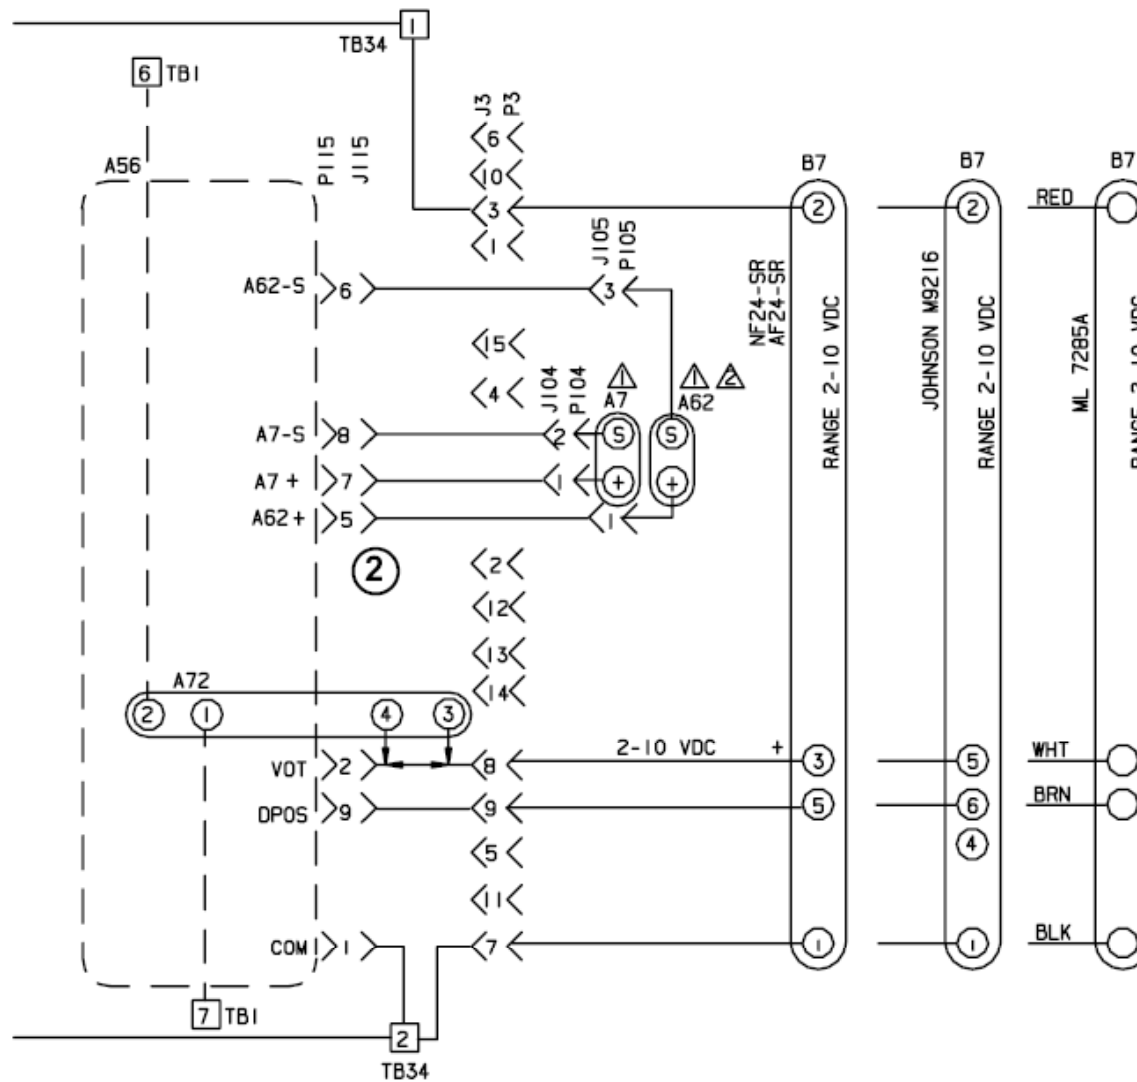 1
TB34
6 TB1
J3
P3
6
10
3
1
A56
P115
J115
B7
B7
B7
2
2
RED
J105
P105
A62-S 6
3
NF24-SR
AF24-SR
RANGE 2-10 VDC
JOHNSON M9216
RANGE 2-10 VDC
ML 7285A
RANGE 2-10 VDC
15
4
J104
P104
1
1
2
A7
A62
A7-S 8
2
S
S
A7 + 7
1
+
+
A62+ 5
1
2
2
12
13
14
A72
2
1
4
3
VOT 2
8
2-10 VDC +
3
5
WHT
DPOS 9
9
5
6
BRN
5
4
11
COM 1
7
1
1
BLK
7 TB1
2
TB34